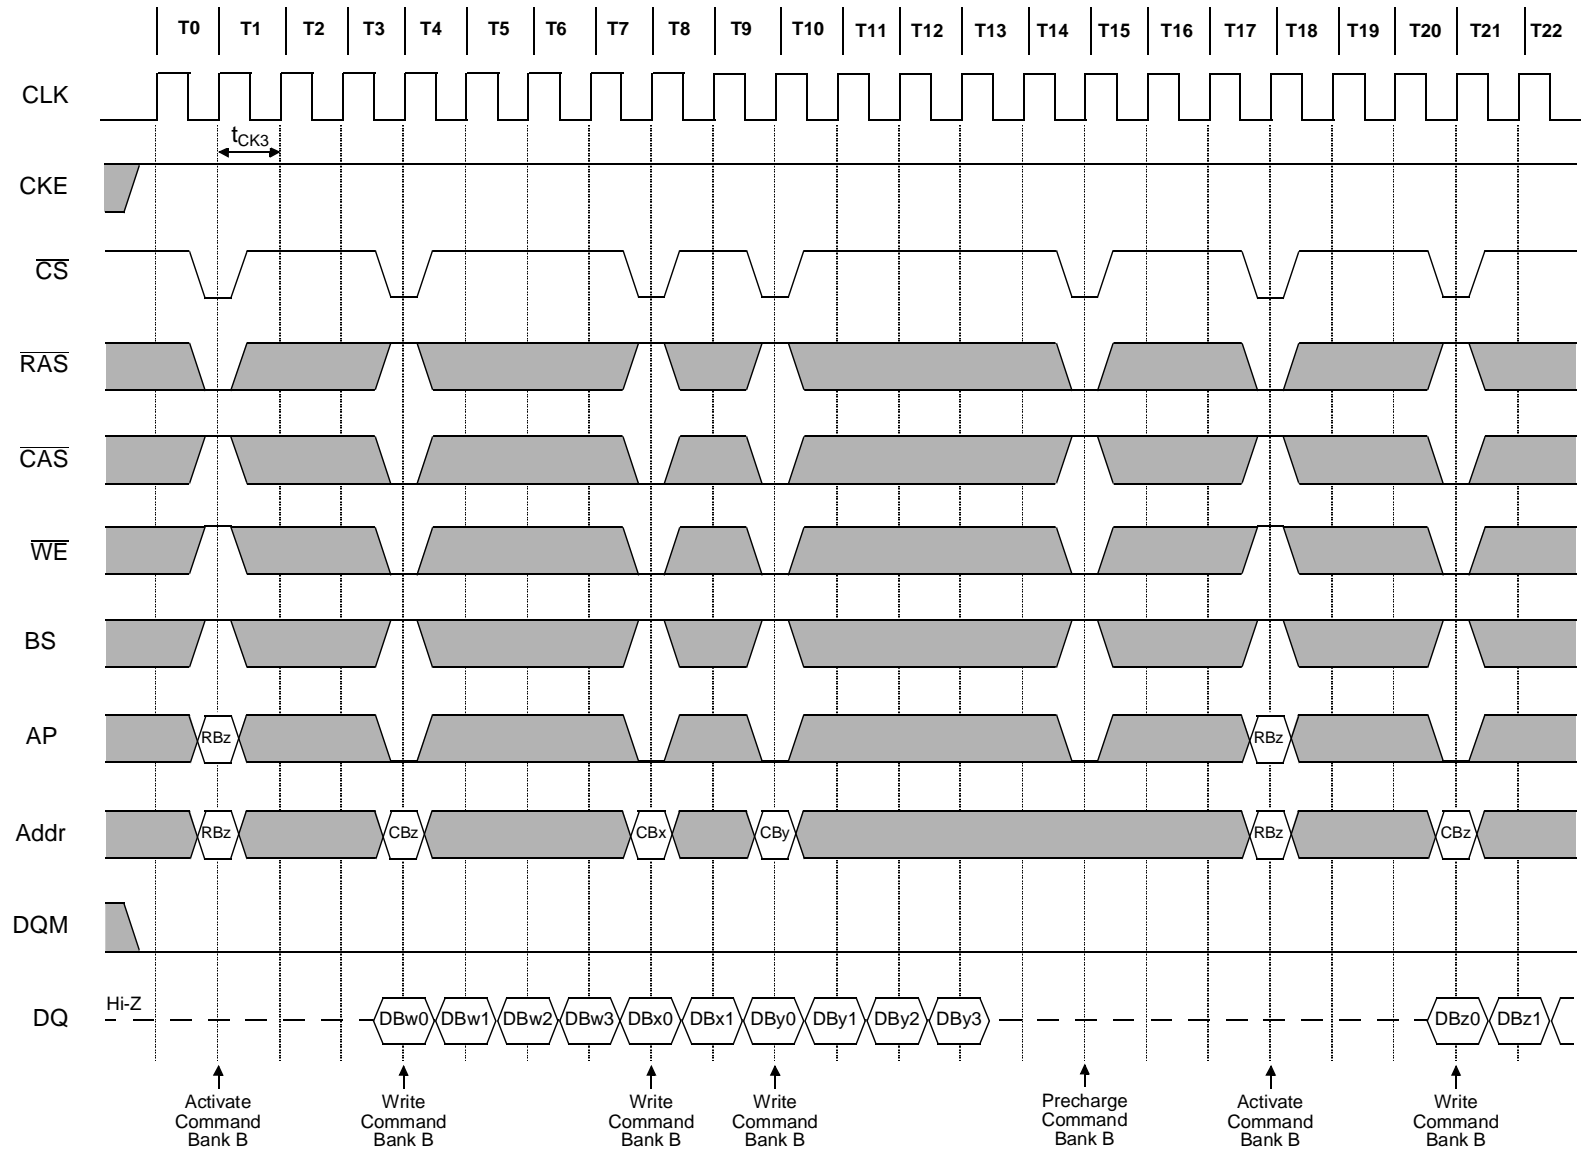 T0 T1 T2 T3 T4 T5 T6 T7 T8 T9 T10 T11 T12 T13 T14 T15 T16 T17 T18 T19 T20 T21 T22
CLK
tCK3
CKE
CS
RAS
CAS
WE
BS
AP RBz RBz
Addr RBz CBz CBx CBy RBz CBz
DQM
Hi-Z
DQ DBw0 DBw1 DBw2 DBw3 DBx0 DBx1 DBy0 DBy1 DBy2 DBy3 DBz0 DBz1
Activate
Command
Bank B
Write
Command
Bank B
Write
Command
Bank B
Write
Command
Bank B
Precharge
Command
Bank B
Activate
Command
Bank B
Write
Command
Bank B